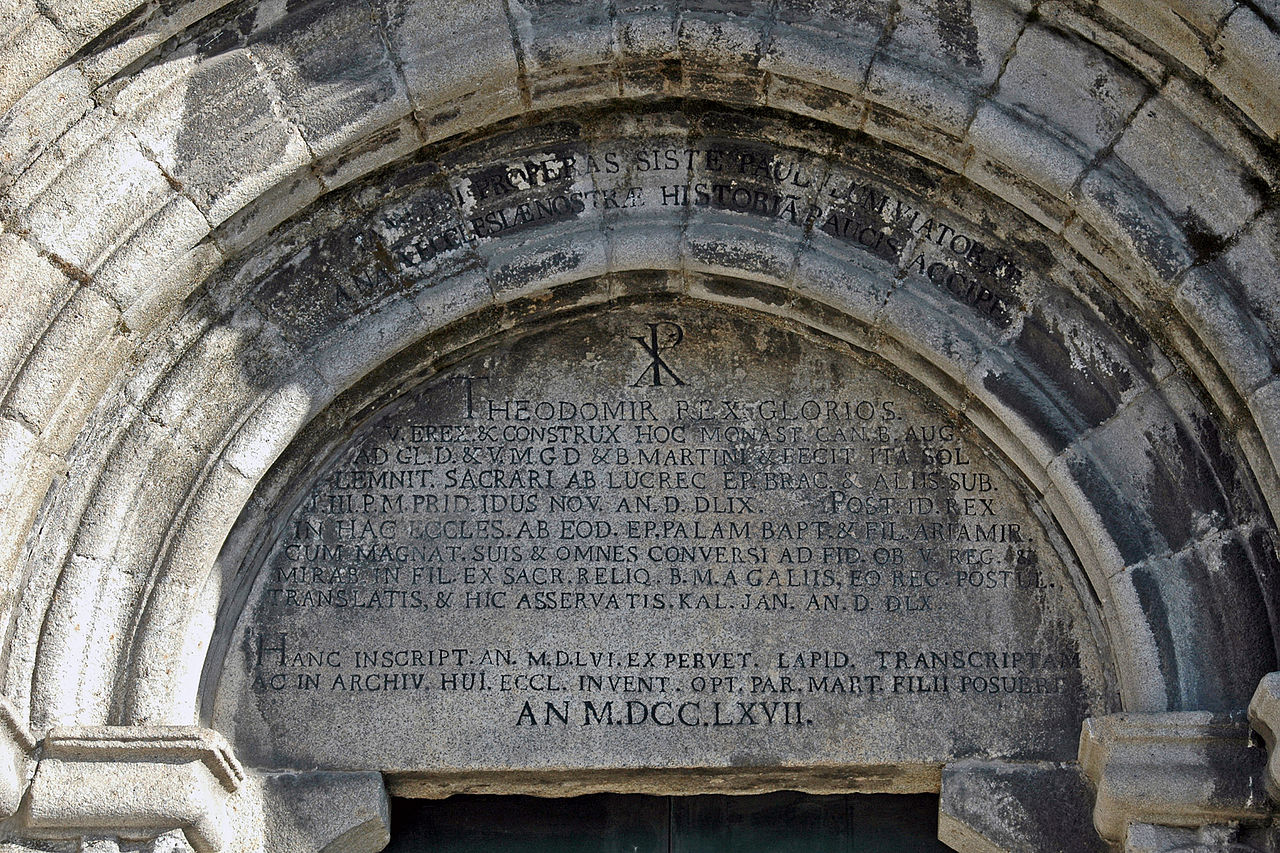 PROPERAS SISTE PAUL LUM VIATOR
ECCLESIÆ NOSTRÆ HISTORIÃ PAUCIS ACCIPE
THEODOMIR REX GLORIOS.
V. EREX. & CONSTRUX HOC MONAST. CAN. B. AUG.
AD GL. D. & V. M. G D & B. MARTINI & FECIT ITA SOL
LEMNIT. SACRARI AB LUCREC EP. BRAC. & ALIIS SUB.
J. III. P. M. PRID. IDUS NOV. AN. D. DLIX. POST. ID. REX
IN HAC ECCLES. AB EOD. EP. PALAM BAPT. & FIL. ARIAMIR.
CUM MAGNAT. SUIS & OMNES CONVERSI AD FID. OB V. REG. &
MIRAB. IN FIL. EX SACR. RELIQ. B. M. A GALIIS. EO REG. POSTUL.
TRANSLATIS, & HIC ASSERVATIS. KAL. JAN. AN. D. DLX.
HANC INSCRIPT. AN. M.D.LVI. EX PERVET. LAPID. TRANSCRIPTAM
AC IN ARCHIV. HUI. ECCL. INVENT. OPT. PAR. MART. FILII POSUER
AN M.DCC.LXVII.